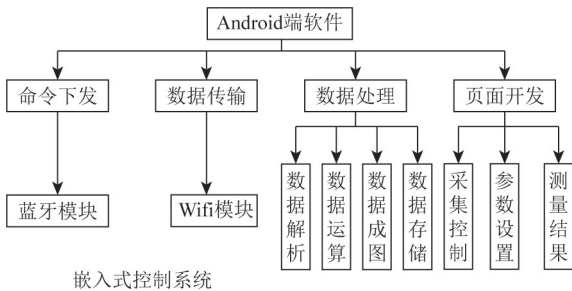 Android端软件
命令下发
数据传输
数据处理
页面开发
蓝牙模块
Wifi模块
数据解析
数据运算
数据成图
数据存储
采集控制
参数设置
测量结果
嵌入式控制系统